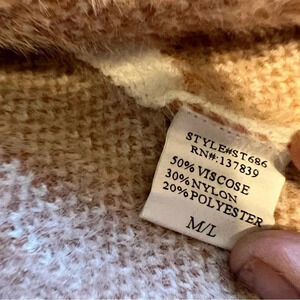 STYLE#ST686
RN#:137839
50% VISCOSE
30% NYLON
20% POLYESTER
M/L